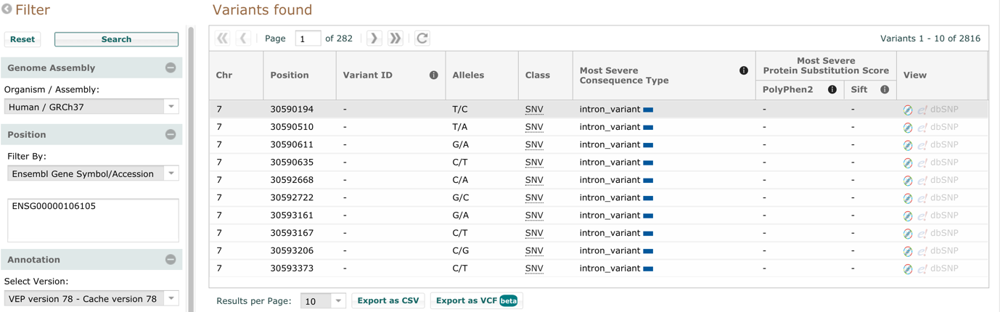 Filter
Reset Search
Genome Assembly
Organism / Assembly:
Human / GRCh37
Position
Filter By:
Ensembl Gene Symbol/Accession
ENSG00000106105
Annotation
Select Version:
VEP version 78 - Cache version 78
Variants found
Page 1 of 282 Variants 1 - 10 of 2816
Chr Position Variant ID Alleles Class Most Severe Consequence Type Most Severe Protein Substitution Score View
PolyPhen2 Sift
7 30590194 - T/C SNV intron_variant - - e! dbSNP
7 30590510 - T/A SNV intron_variant - - e! dbSNP
7 30590611 - G/A SNV intron_variant - - e! dbSNP
7 30590635 - C/T SNV intron_variant - - e! dbSNP
7 30592668 - C/A SNV intron_variant - - e! dbSNP
7 30592722 - G/C SNV intron_variant - - e! dbSNP
7 30593161 - G/A SNV intron_variant - - e! dbSNP
7 30593167 - C/T SNV intron_variant - - e! dbSNP
7 30593206 - C/G SNV intron_variant - - e! dbSNP
7 30593373 - C/T SNV intron_variant - - e! dbSNP
Results per Page: 10 Export as CSV Export as VCF beta